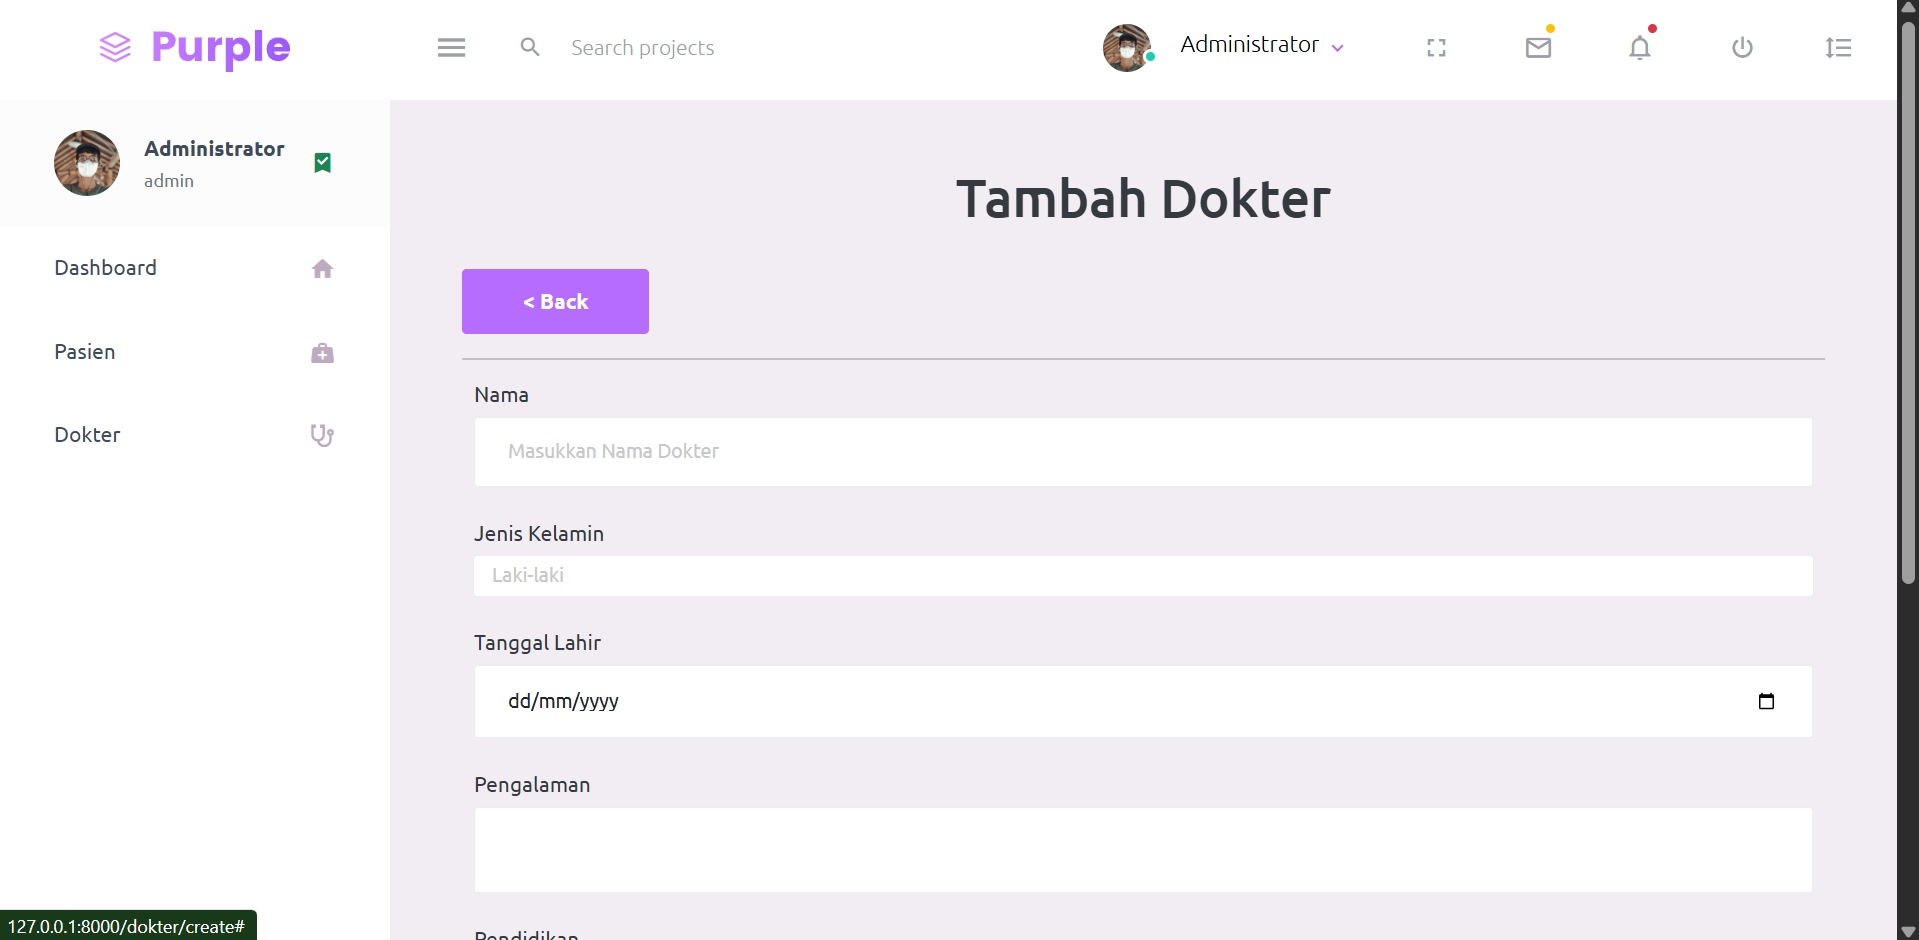 Purple
Search projects
Administrator
Administrator
admin
Dashboard
Pasien
Dokter
Tambah Dokter
< Back
Nama
Masukkan Nama Dokter
Jenis Kelamin
Laki-laki
Tanggal Lahir
dd/mm/yyyy
Pengalaman
Pendidikan
127.0.0.1:8000/dokter/create#